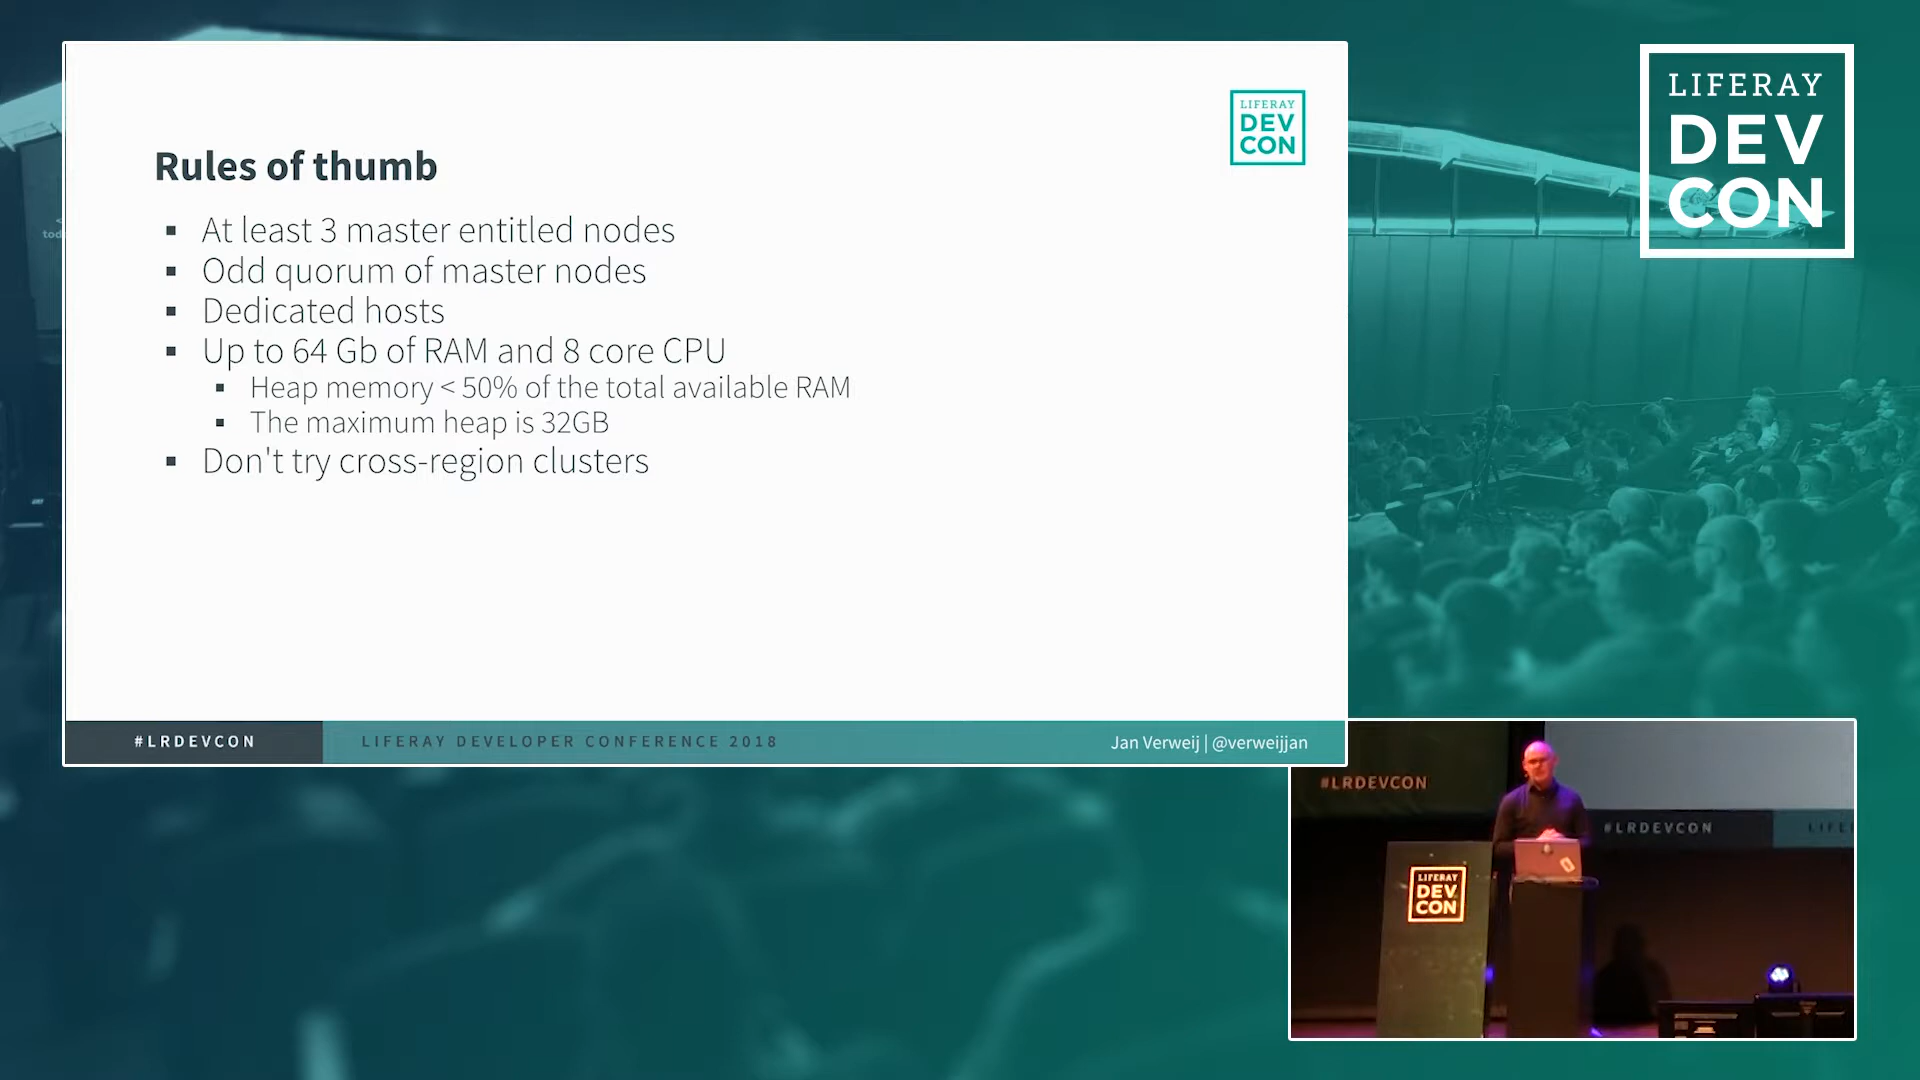 LIFERAY
DEV
CON
Rules of thumb
▪ At least 3 master entitled nodes
▪ Odd quorum of master nodes
▪ Dedicated hosts
▪ Up to 64 Gb of RAM and 8 core CPU
▪ Heap memory < 50% of the total available RAM
▪ The maximum heap is 32GB
▪ Don't try cross-region clusters
#LRDEVCON
LIFERAY DEVELOPER CONFERENCE 2018
Jan Verweij | @verweijjan
LIFERAY
DEV
CON
#LRDEVCON
#LRDEVCON
LIFE
LIFERAY
DEV
CON